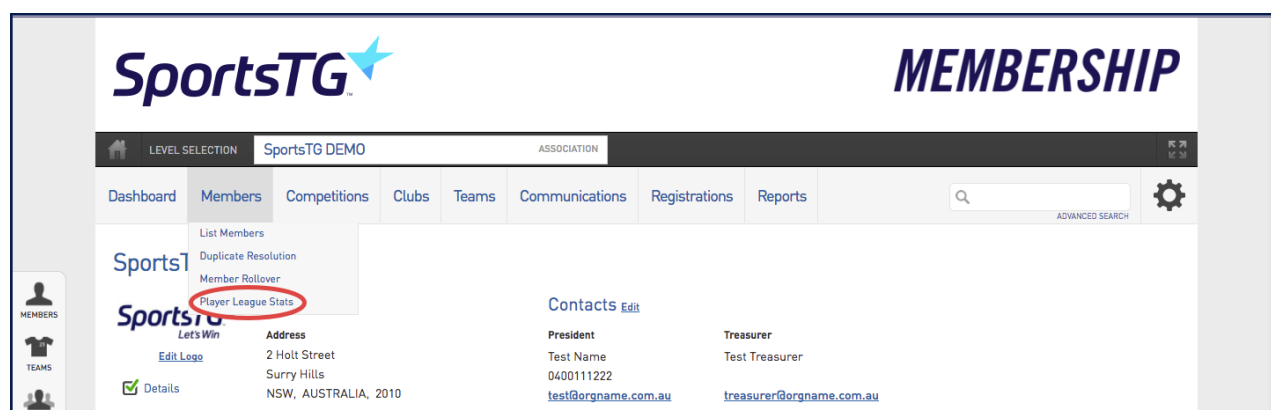 SportsTG
MEMBERSHIP
LEVEL SELECTION SportsTG DEMO ASSOCIATION
Dashboard Members Competitions Clubs Teams Communications Registrations Reports
ADVANCED SEARCH
List Members
Duplicate Resolution
Member Rollover
Player League Stats
SportsT
SportsTG
Let's Win
Edit Logo
Details
Address
2 Holt Street
Surry Hills
NSW, AUSTRALIA, 2010
Contacts Edit
President
Test Name
0400111222
test@orgname.com.au
Treasurer
Test Treasurer
treasurer@orgname.com.au
MEMBERS
TEAMS